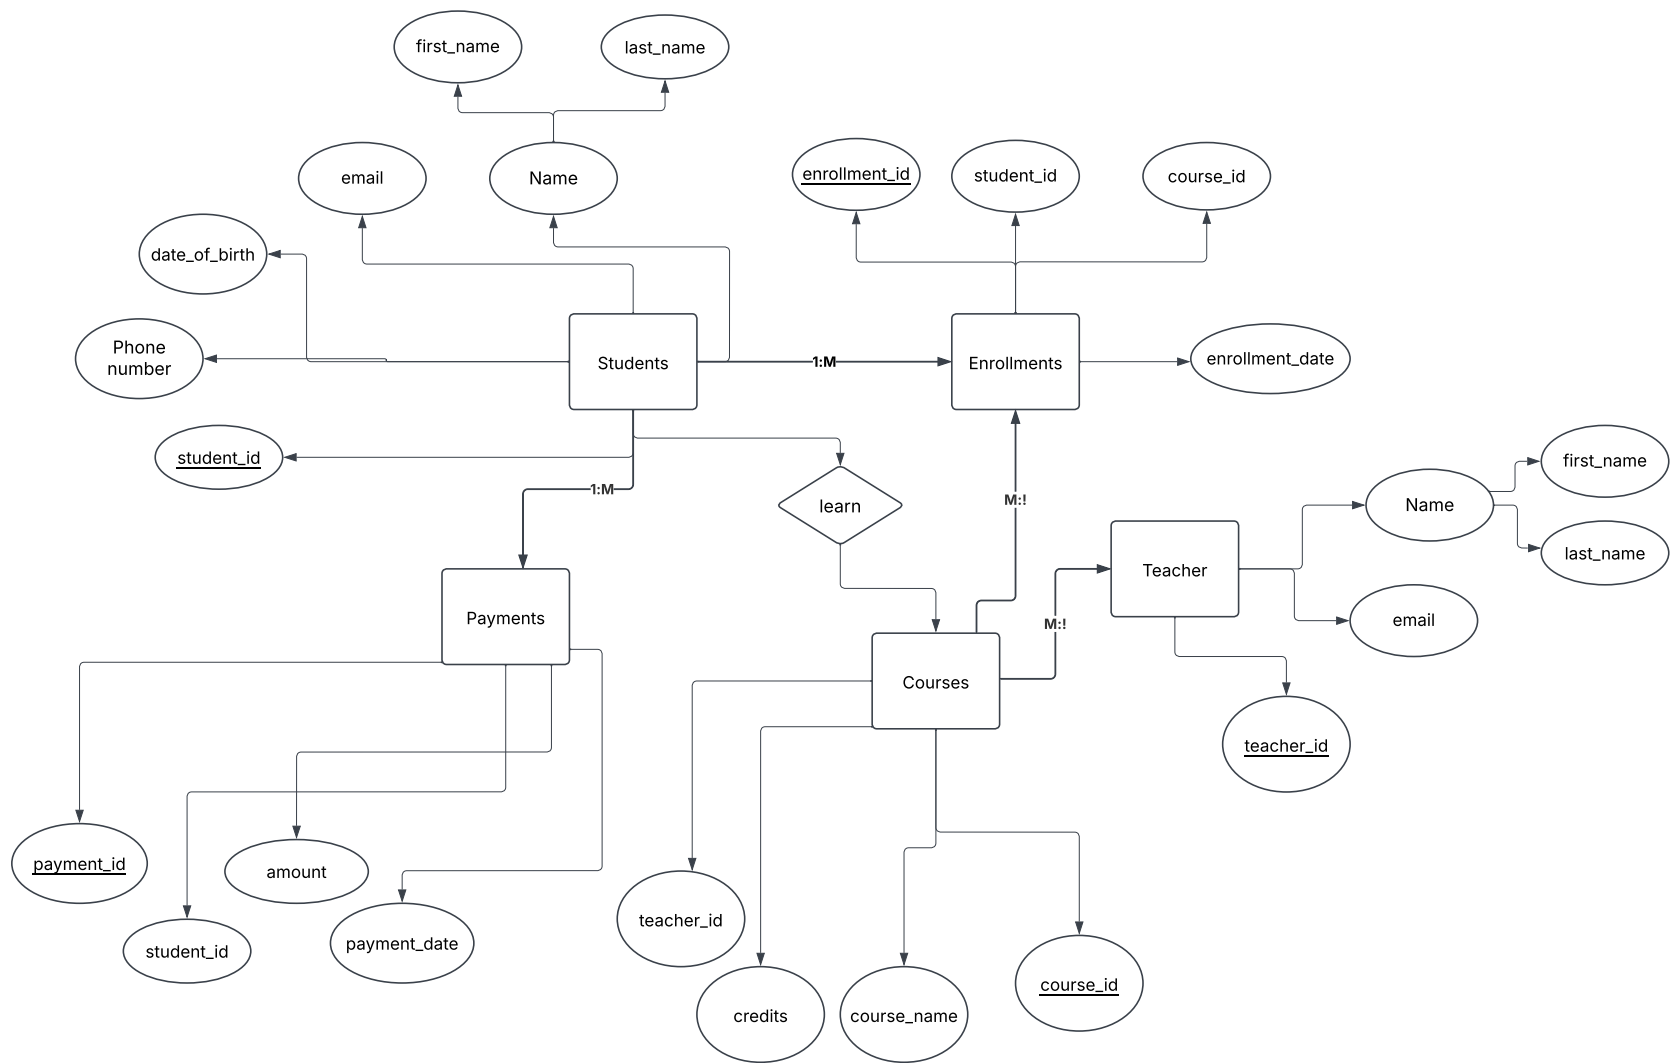 first_name
last_name
email
Name
enrollment_id
student_id
course_id
date_of_birth
Phone
number
Students
1:M
Enrollments
enrollment_date
student_id
1:M
learn
M:!
Name
first_name
last_name
Teacher
email
Payments
M:!
Courses
teacher_id
payment_id
amount
student_id
payment_date
teacher_id
credits
course_name
course_id